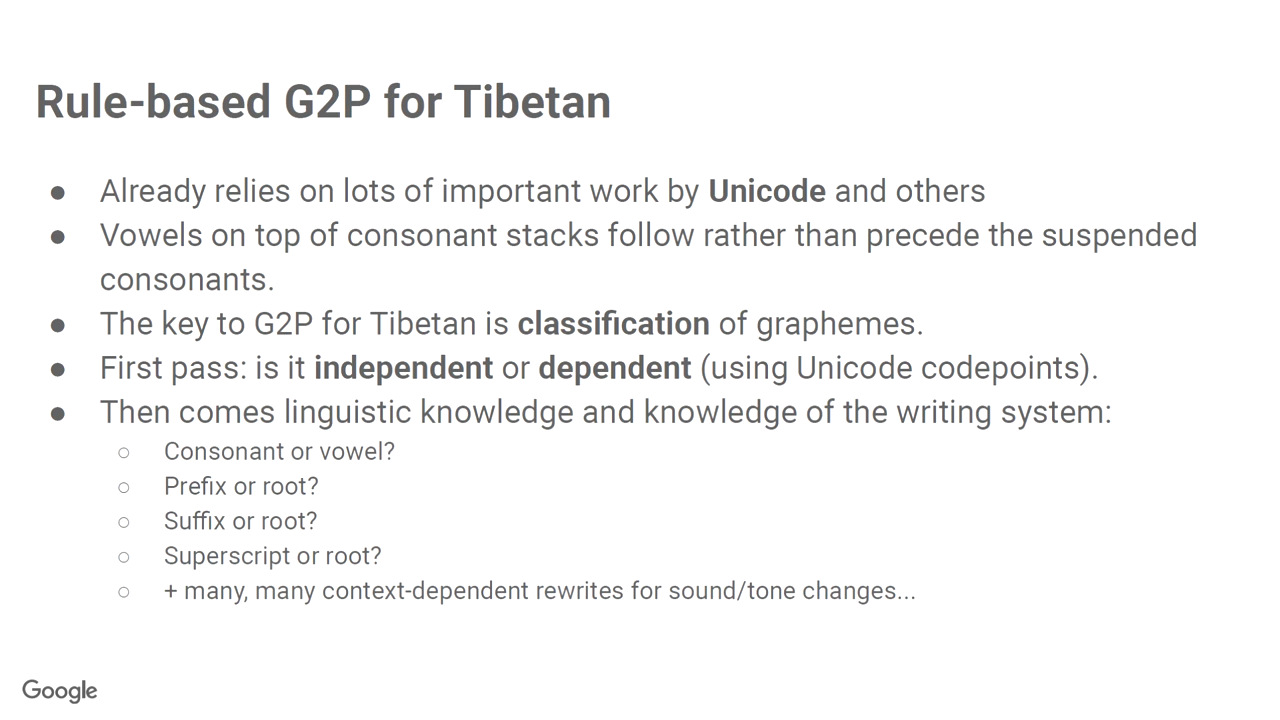 Rule-based G2P for Tibetan
● Already relies on lots of important work by Unicode and others
● Vowels on top of consonant stacks follow rather than precede the suspended
consonants.
● The key to G2P for Tibetan is classification of graphemes.
● First pass: is it independent or dependent (using Unicode codepoints).
● Then comes linguistic knowledge and knowledge of the writing system:
○ Consonant or vowel?
○ Prefix or root?
○ Suffix or root?
○ Superscript or root?
○ + many, many context-dependent rewrites for sound/tone changes...
Google